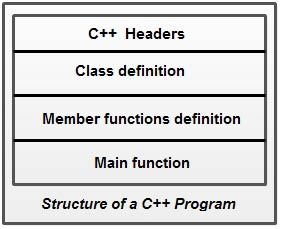 C++ Headers
Class definition
Member functions definition
Main function
Structure of a C++ Program